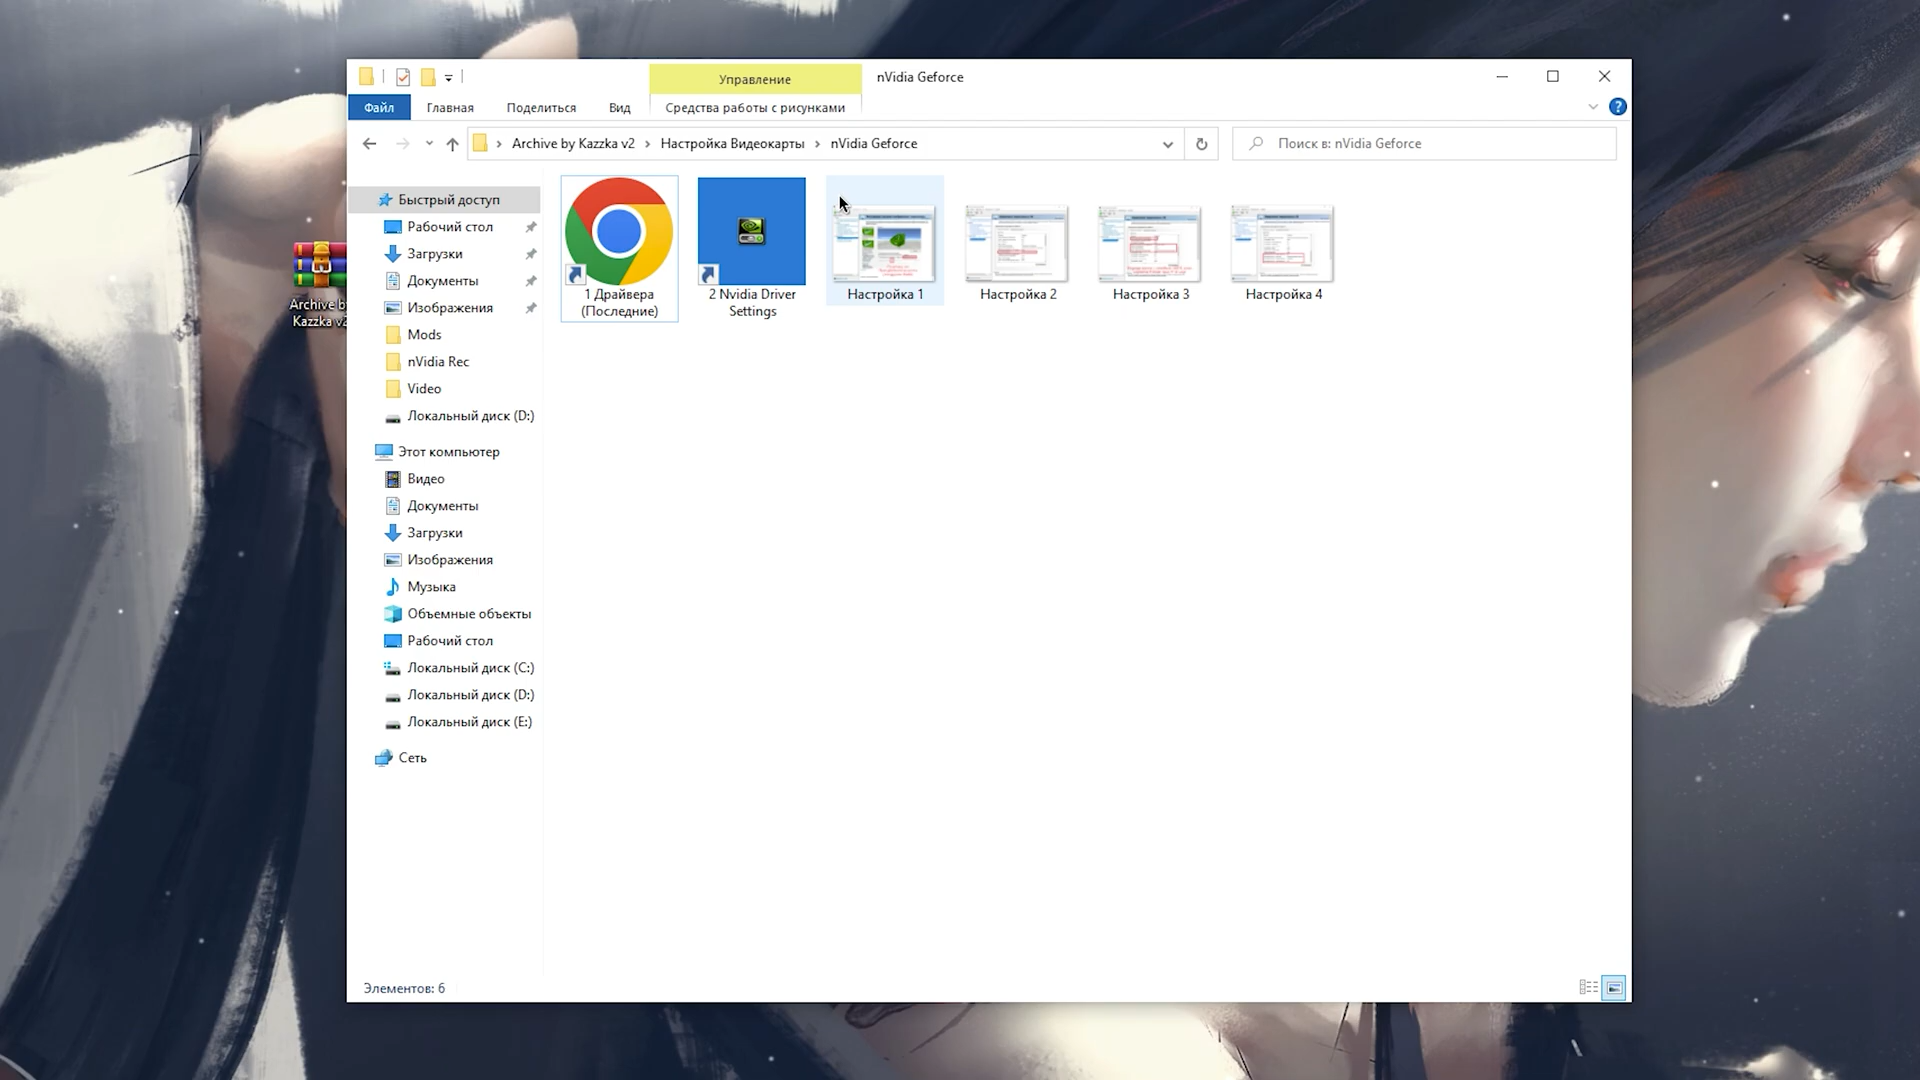 Управление
nVidia Geforce
Файл
Главная
Поделиться
Вид
Средства работы с рисунками
Archive by Kazzka v2
Настройка Видеокарты
nVidia Geforce
Поиск в: nVidia Geforce
Быстрый доступ
Рабочий стол
Загрузки
Документы
Изображения
Mods
nVidia Rec
Video
Локальный диск (D:)
Этот компьютер
Видео
Документы
Загрузки
Изображения
Музыка
Объемные объекты
Рабочий стол
Локальный диск (C:)
Локальный диск (D:)
Локальный диск (E:)
Сеть
1 Драйвера
(Последние)
2 Nvidia Driver
Settings
Настройка 1
Настройка 2
Настройка 3
Настройка 4
Элементов: 6
Archive b
Kazzka v2